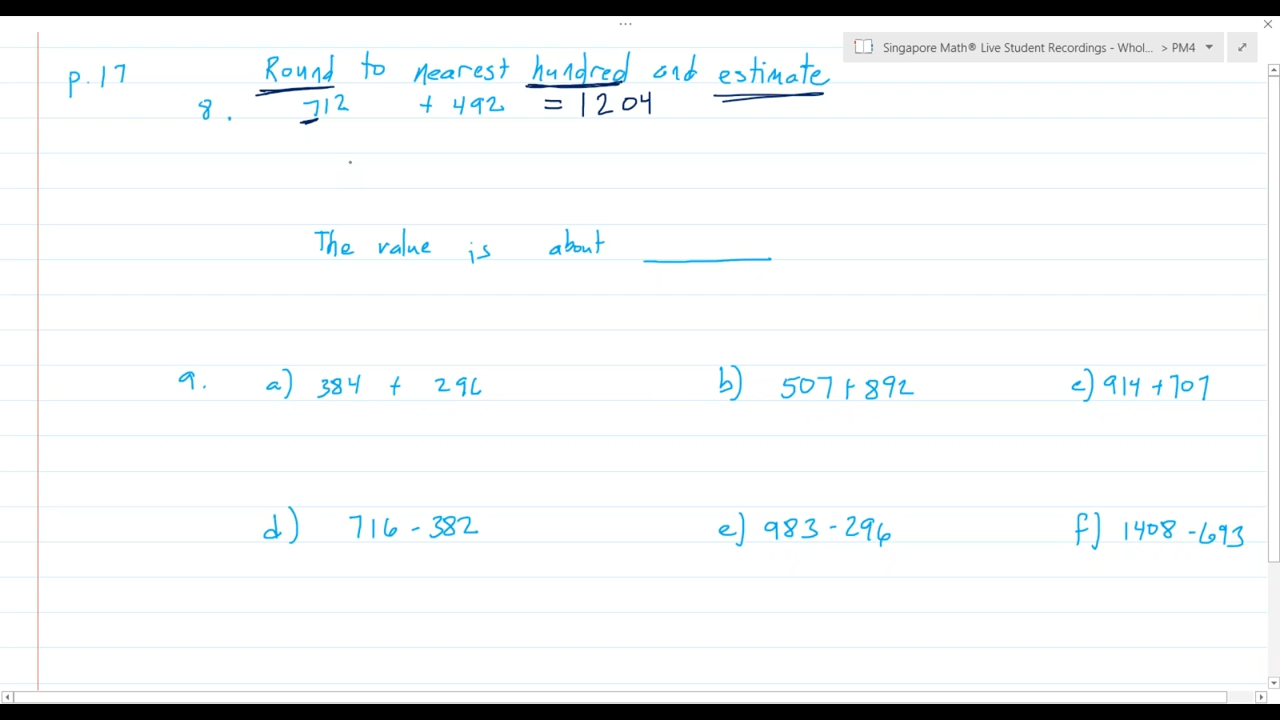 Singapore Math® Live Student Recordings - Whol... > PM4
p.17 Round to nearest hundred and estimate
8. 712 + 492 = 1204
The value is about ______
9. a) 384 + 296 b) 507 + 892 c) 914 + 707
d) 716 - 382 e) 983 - 296 f) 1408 - 693